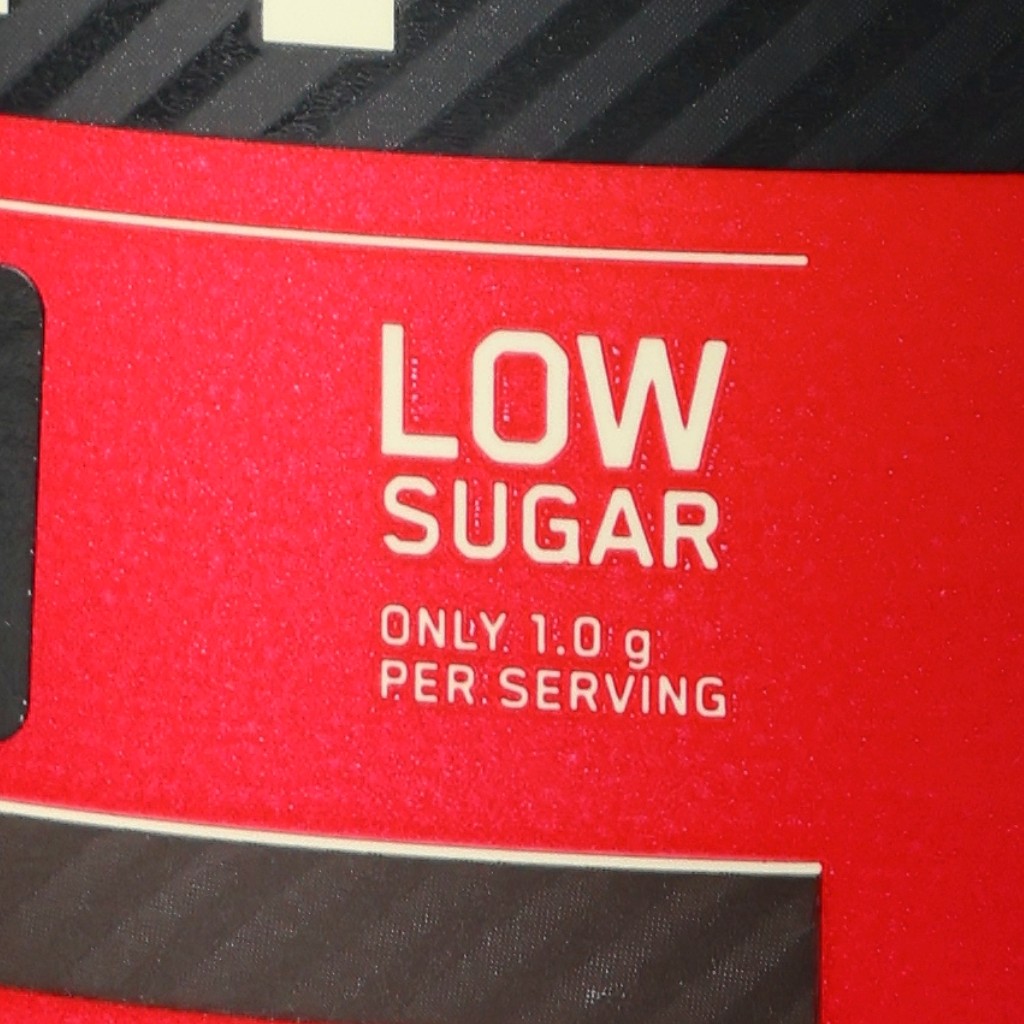 LOW
SUGAR
ONLY 1.0 g
PER SERVING